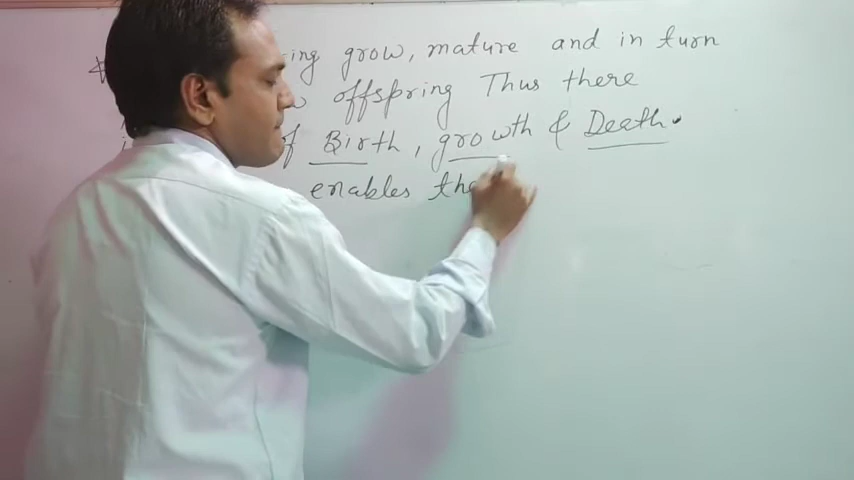 ing grow, mature and in turn
offspring Thus there
of Birth, growth & Death.
enables the